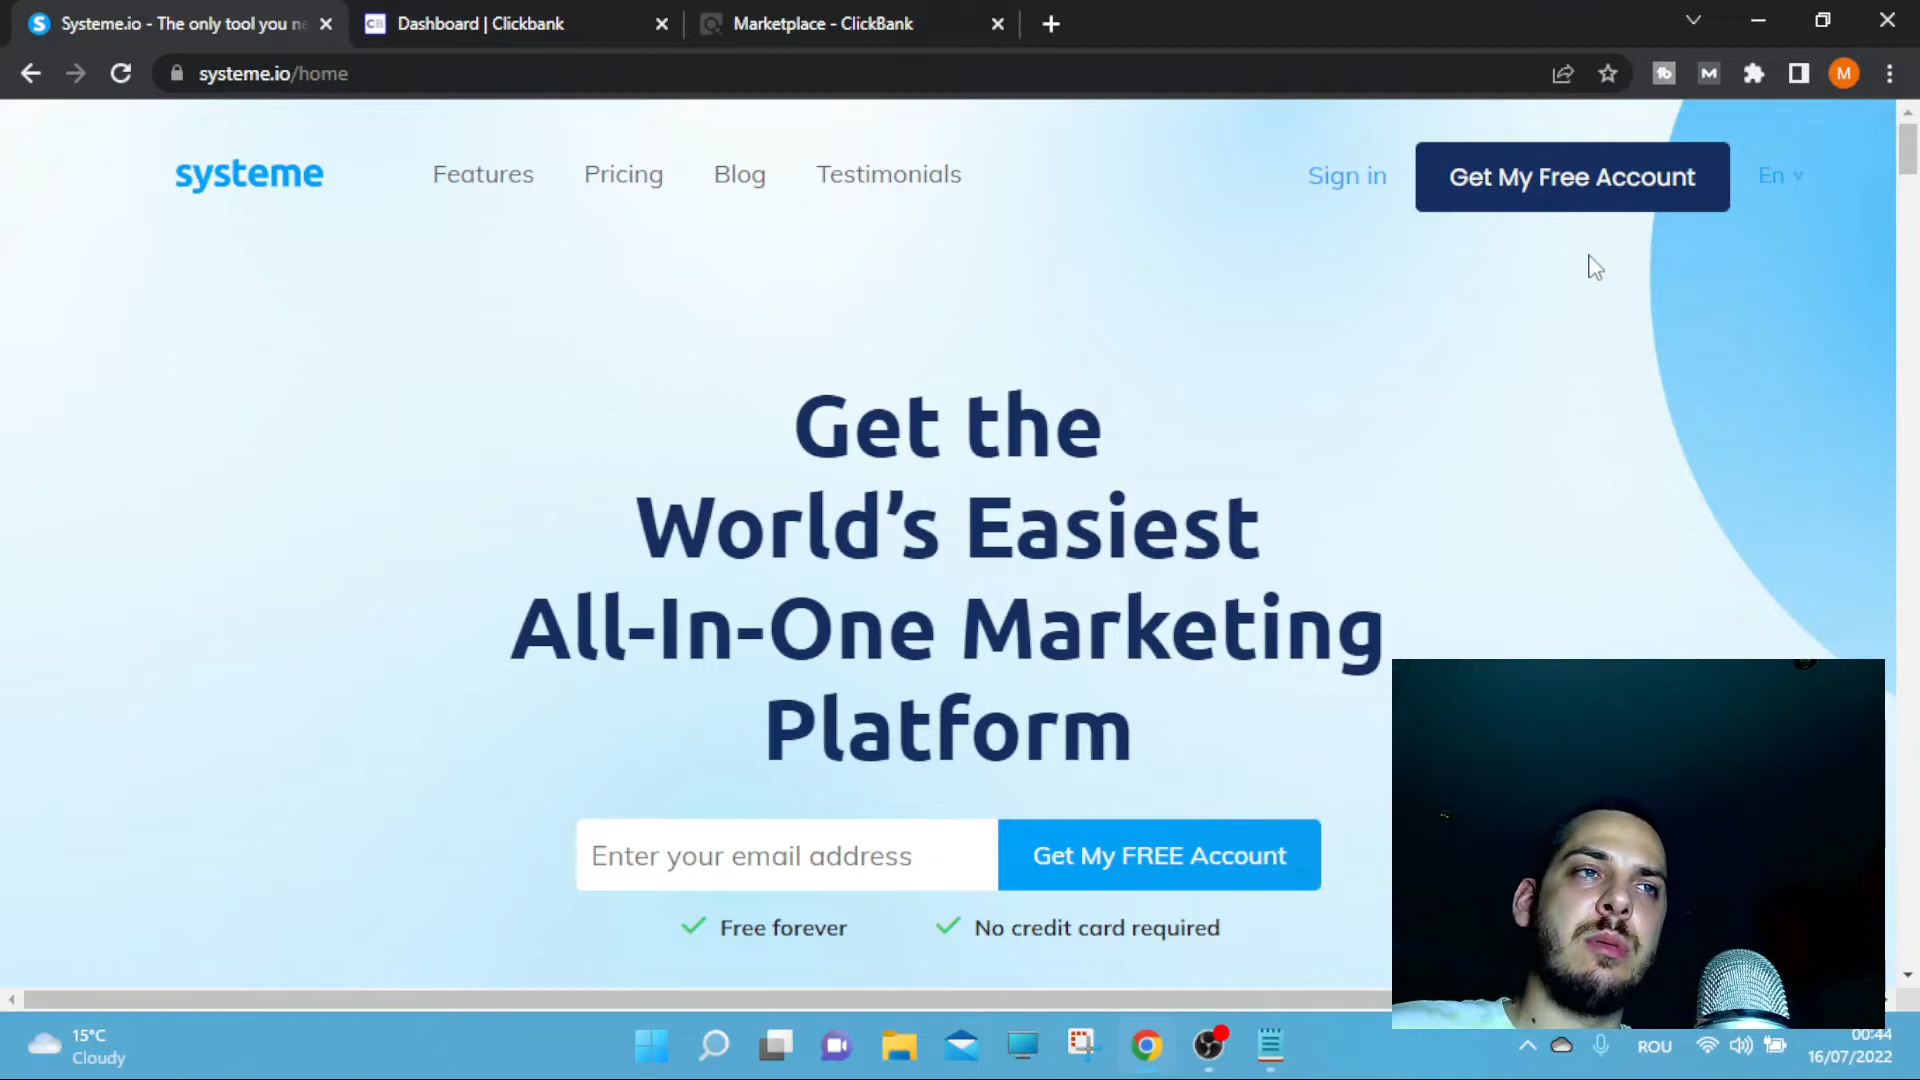 Systeme.io - The only tool you ne
Dashboard | Clickbank
Marketplace - ClickBank
systeme.io/home
M
systeme
Features
Pricing
Blog
Testimonials
Sign in
Get My Free Account
En
Get the
World's Easiest
All-In-One Marketing
Platform
Enter your email address
Get My FREE Account
Free forever
No credit card required
15°C
Cloudy
ROU
00:44
16/07/2022